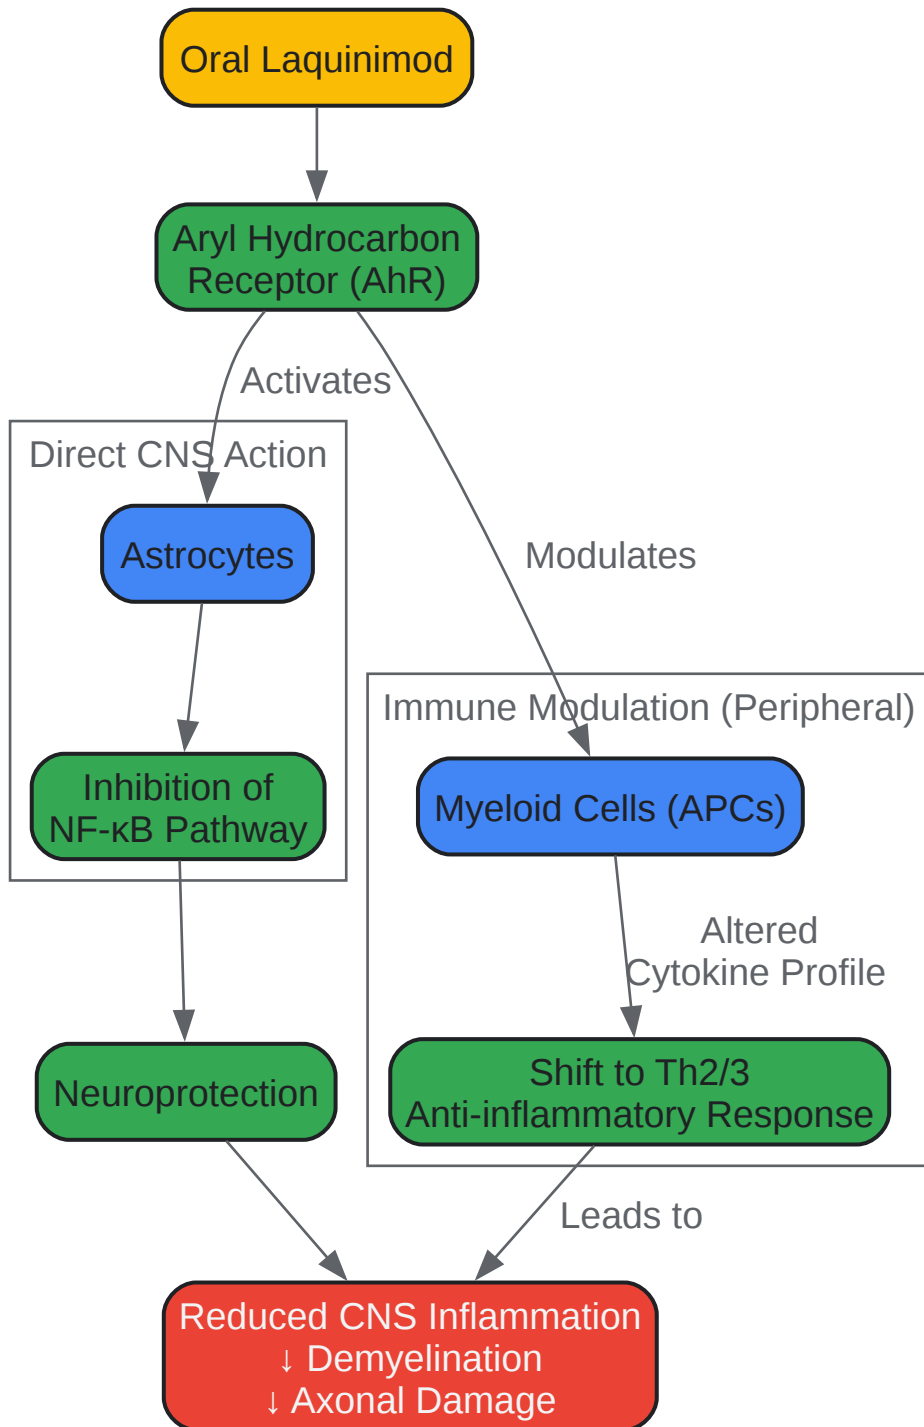 Oral Laquinimod
Aryl Hydrocarbon
Receptor (AhR)
Activates
Direct CNS Action
Astrocytes
Modulates
Inhibition of
NF-κB Pathway
Immune Modulation (Peripheral)
Myeloid Cells (APCs)
Altered
Cytokine Profile
Neuroprotection
Shift to Th2/3
Anti-inflammatory Response
Leads to
Reduced CNS Inflammation
↓ Demyelination
↓ Axonal Damage